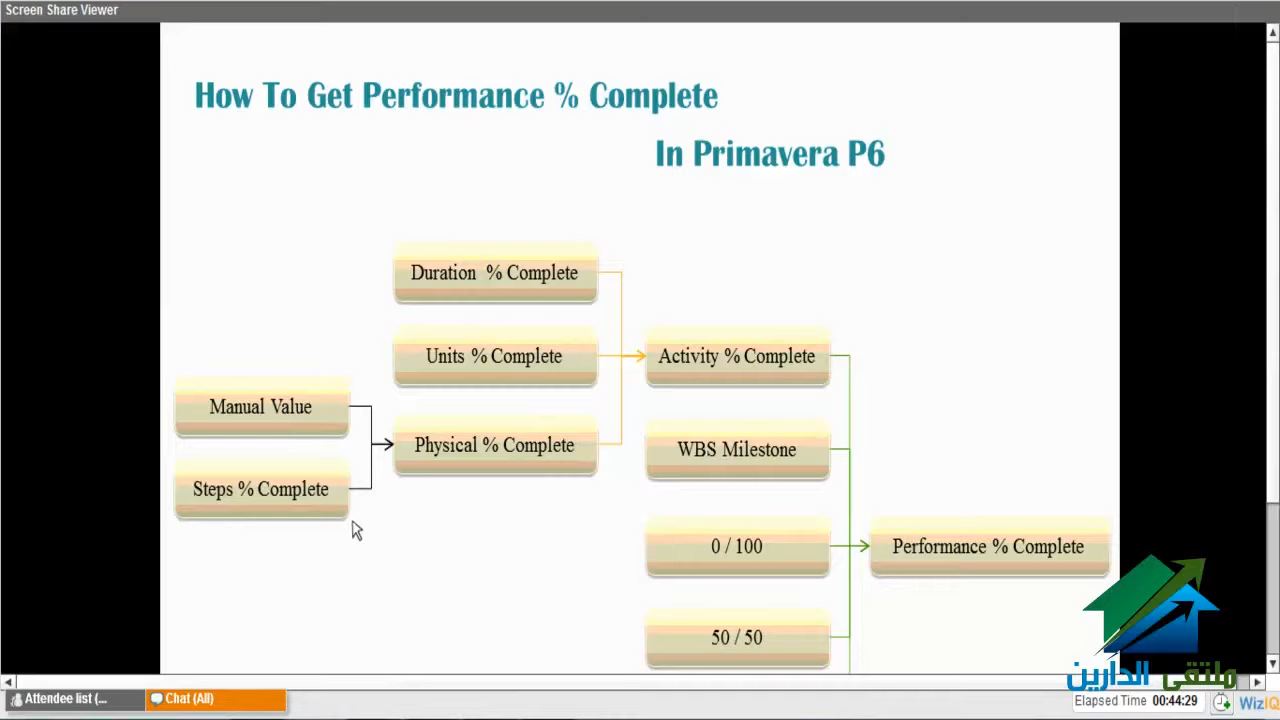 Screen Share Viewer
How To Get Performance % Complete
In Primavera P6
Duration % Complete
Units % Complete
Activity % Complete
Manual Value
Physical % Complete
WBS Milestone
Steps % Complete
0 / 100
Performance % Complete
50 / 50
ملتقى الدارين
Attendee list (...
Chat (All)
Elapsed Time 00:44:29
WizIQ